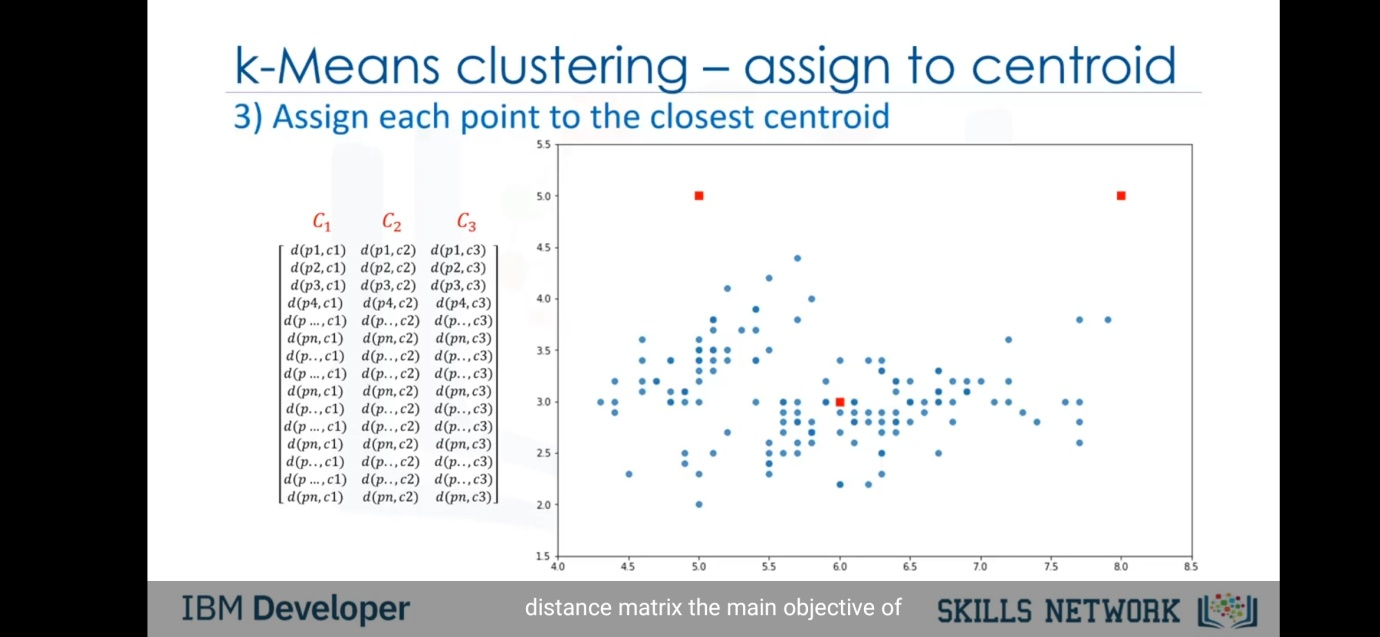 k-Means clustering – assign to centroid
3) Assign each point to the closest centroid
C1 C2 C3
d(p1,c1) d(p1,c2) d(p1,c3)
d(p2,c1) d(p2,c2) d(p2,c3)
d(p3,c1) d(p3,c2) d(p3,c3)
d(p4,c1) d(p4,c2) d(p4,c3)
d(p ...,c1) d(p..,c2) d(p..,c3)
d(pn,c1) d(pn,c2) d(pn,c3)
d(p..,c1) d(p..,c2) d(p..,c3)
d(p ...,c1) d(p..,c2) d(p..,c3)
d(pn,c1) d(pn,c2) d(pn,c3)
d(p..,c1) d(p..,c2) d(p..,c3)
d(p ...,c1) d(p..,c2) d(p..,c3)
d(pn,c1) d(pn,c2) d(pn,c3)
d(p..,c1) d(p..,c2) d(p..,c3)
d(p ...,c1) d(p..,c2) d(p..,c3)
d(pn,c1) d(pn,c2) d(pn,c3)
5.5
5.0
4.5
4.0
3.5
3.0
2.5
2.0
1.5
4.0 4.5 5.0 5.5 6.0 6.5 7.0 7.5 8.0 8.5
IBM Developer
distance matrix the main objective of
SKILLS NETWORK